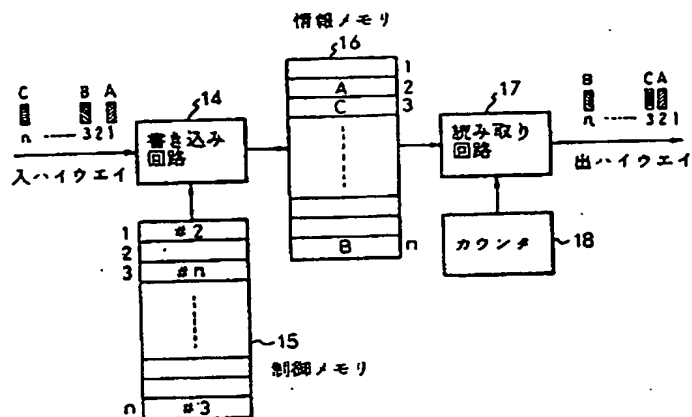 情報メモリ
16
1
A 2
C 3
B n
C B A
n ...... 3 2 1
入ハイウエイ
14
書き込み
回路
17
読み取り
回路
B C A
n ...... 3 2 1
出ハイウエイ
カウンタ 18
1 #2
2
3 #n
n #3
15
制御メモリ